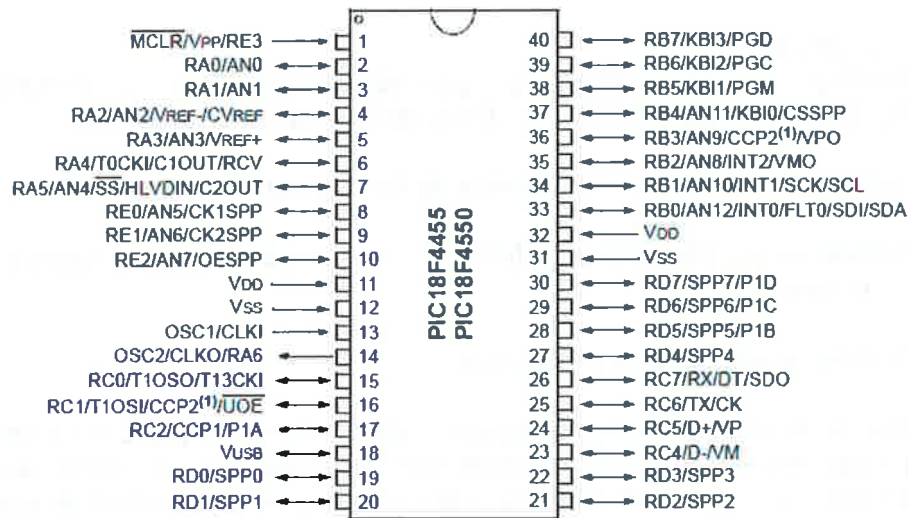 MCLR/VPP/RE3 1
RA0/AN0 2
RA1/AN1 3
RA2/AN2/VREF-/CVREF 4
RA3/AN3/VREF+ 5
RA4/T0CKI/C1OUT/RCV 6
RA5/AN4/SS/HLVDIN/C2OUT 7
RE0/AN5/CK1SPP 8
RE1/AN6/CK2SPP 9
RE2/AN7/OESPP 10
VDD 11
VSS 12
OSC1/CLKI 13
OSC2/CLKO/RA6 14
RC0/T1OSO/T13CKI 15
RC1/T1OSI/CCP2(1)/UOE 16
RC2/CCP1/P1A 17
VUSB 18
RD0/SPP0 19
RD1/SPP1 20
PIC18F4455
PIC18F4550
40 RB7/KBI3/PGD
39 RB6/KBI2/PGC
38 RB5/KBI1/PGM
37 RB4/AN11/KBI0/CSSPP
36 RB3/AN9/CCP2(1)/VPO
35 RB2/AN8/INT2/VMO
34 RB1/AN10/INT1/SCK/SCL
33 RB0/AN12/INT0/FLT0/SDI/SDA
32 VDD
31 VSS
30 RD7/SPP7/P1D
29 RD6/SPP6/P1C
28 RD5/SPP5/P1B
27 RD4/SPP4
26 RC7/RX/DT/SDO
25 RC6/TX/CK
24 RC5/D+/VP
23 RC4/D-/VM
22 RD3/SPP3
21 RD2/SPP2